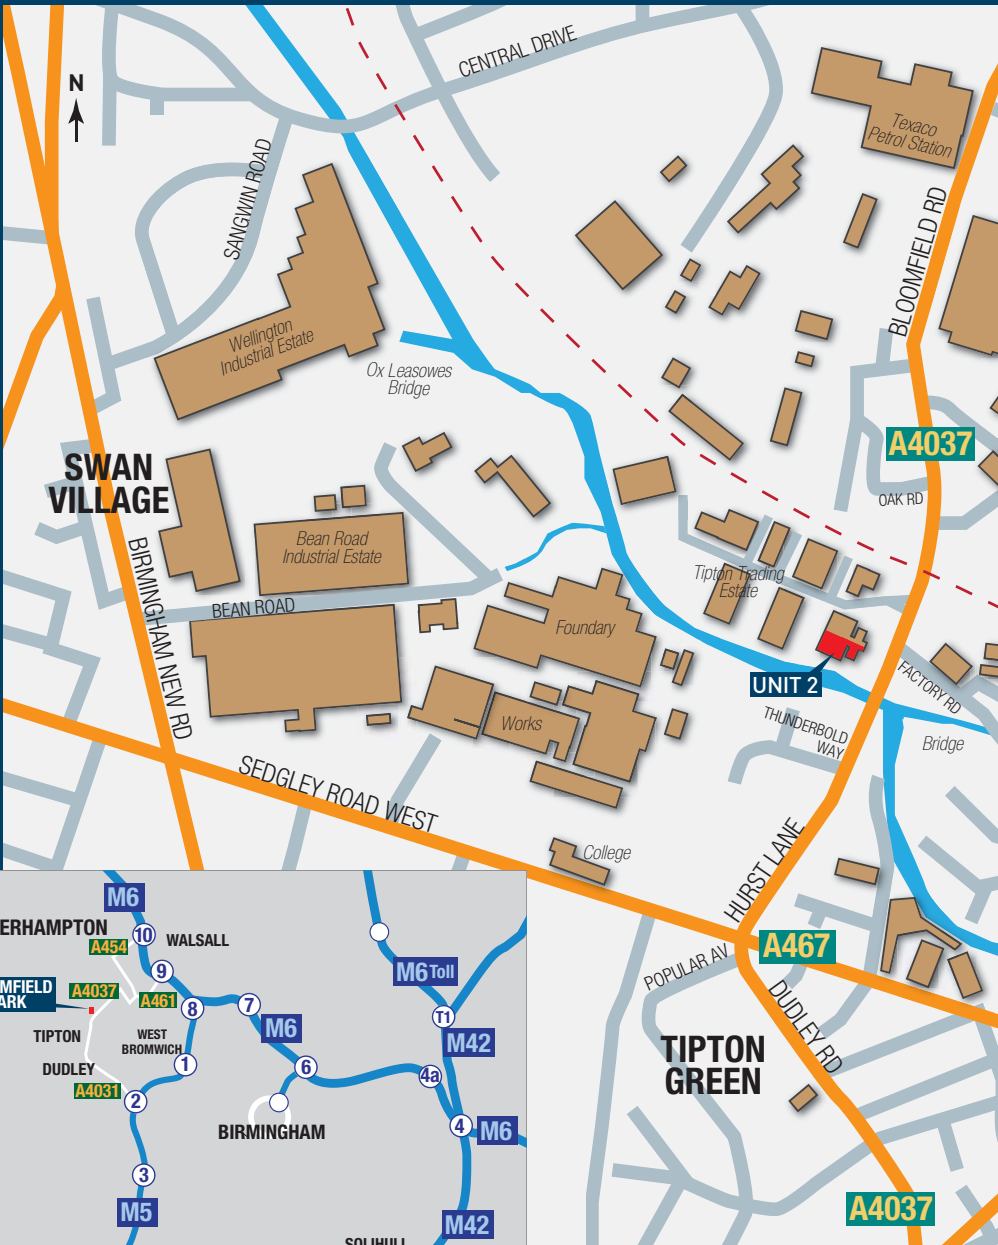 CENTRAL DRIVE
N
Texaco
Petrol Station
SANGWIN ROAD
BLOOMFIELD RD
Wellington
Industrial Estate
Ox Leasowes
Bridge
A4037
SWAN
VILLAGE
OAK RD
Bean Road
Industrial Estate
Tipton Trading
Estate
BIRMINGHAM NEW RD
BEAN ROAD
Foundary
UNIT 2
FACTORY RD
THUNDERBOLD
WAY
Works
Bridge
SEDGLEY ROAD WEST
College
HURST LANE
A467
POPULAR AV
DUDLEY RD
TIPTON
GREEN
A4037
M6
ERHAMPTON
10
WALSALL
A454
9
M6 Toll
MFIELD
ARK
A4037
A461
8
7
T1
TIPTON
WEST
BROMWICH
M6
M42
1
6
4a
DUDLEY
A4031
2
BIRMINGHAM
4
M6
3
M5
M42
SOLIHULL